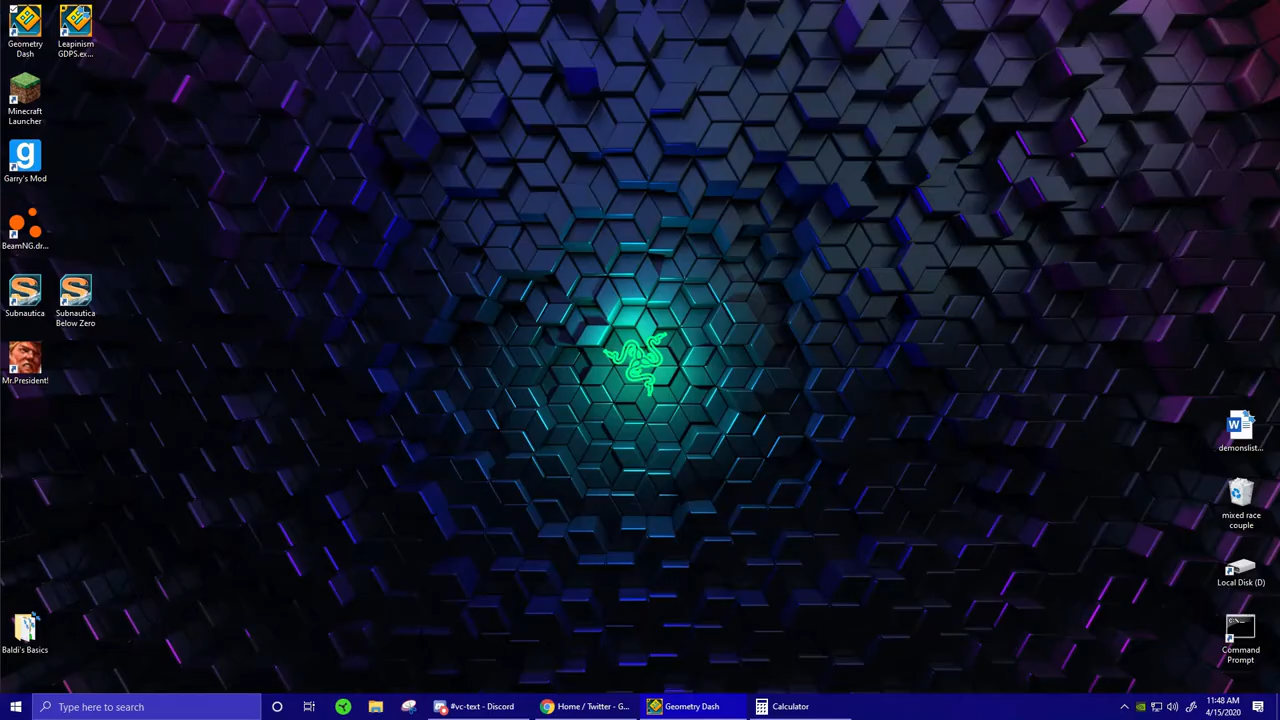 Geometry
Dash
Leapinism
GDPS.ex...
Minecraft
Launcher
g
Garry's Mod
BeamNG.dr...
S
Subnautica
S
Subnautica
Below Zero
Mr.President!
Baldi's Basics
W
demonslist...
mixed race
couple
Local Disk (D)
C:\_
Command
Prompt
Type here to search
#vc-text - Discord
Home / Twitter - G...
Geometry Dash
Calculator
11:48 AM
4/15/2020